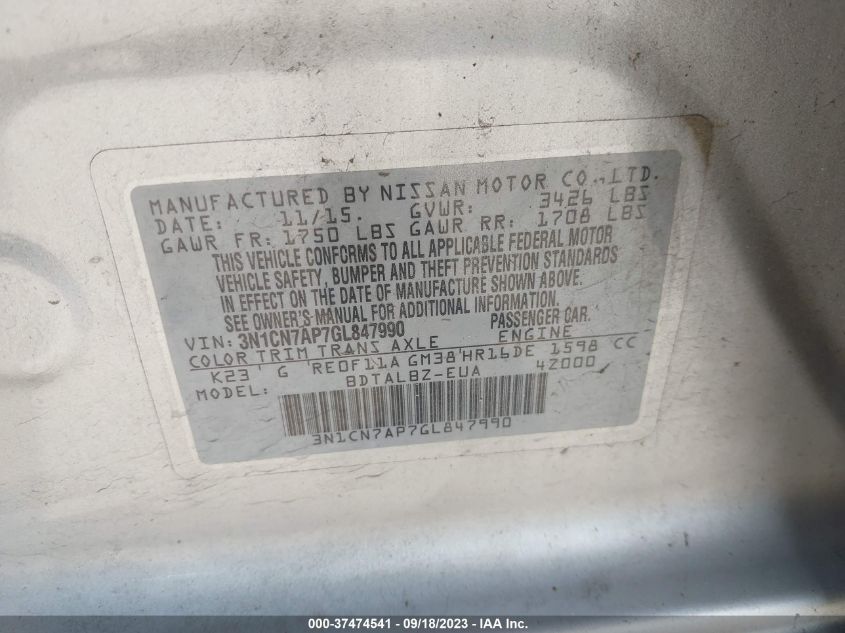 MANUFACTURED BY NISSAN MOTOR CO.,LTD.
DATE: 11/15. GVWR: 3426 LBS
GAWR FR: 1750 LBS GAWR RR: 1708 LBS
THIS VEHICLE CONFORMS TO ALL APPLICABLE FEDERAL MOTOR
VEHICLE SAFETY, BUMPER AND THEFT PREVENTION STANDARDS
IN EFFECT ON THE DATE OF MANUFACTURE SHOWN ABOVE.
SEE OWNER'S MANUAL FOR ADDITIONAL INFORMATION.
VIN: 3N1CN7AP7GL847990 PASSENGER CAR.
COLOR TRIM TRANS AXLE ENGINE
K23 G RE0F11A GM38 HR16DE 1598 CC
MODEL: BDTALBZ-EUA 4Z000
3N1CN7AP7GL847990
000-37474541 - 09/18/2023 - IAA Inc.